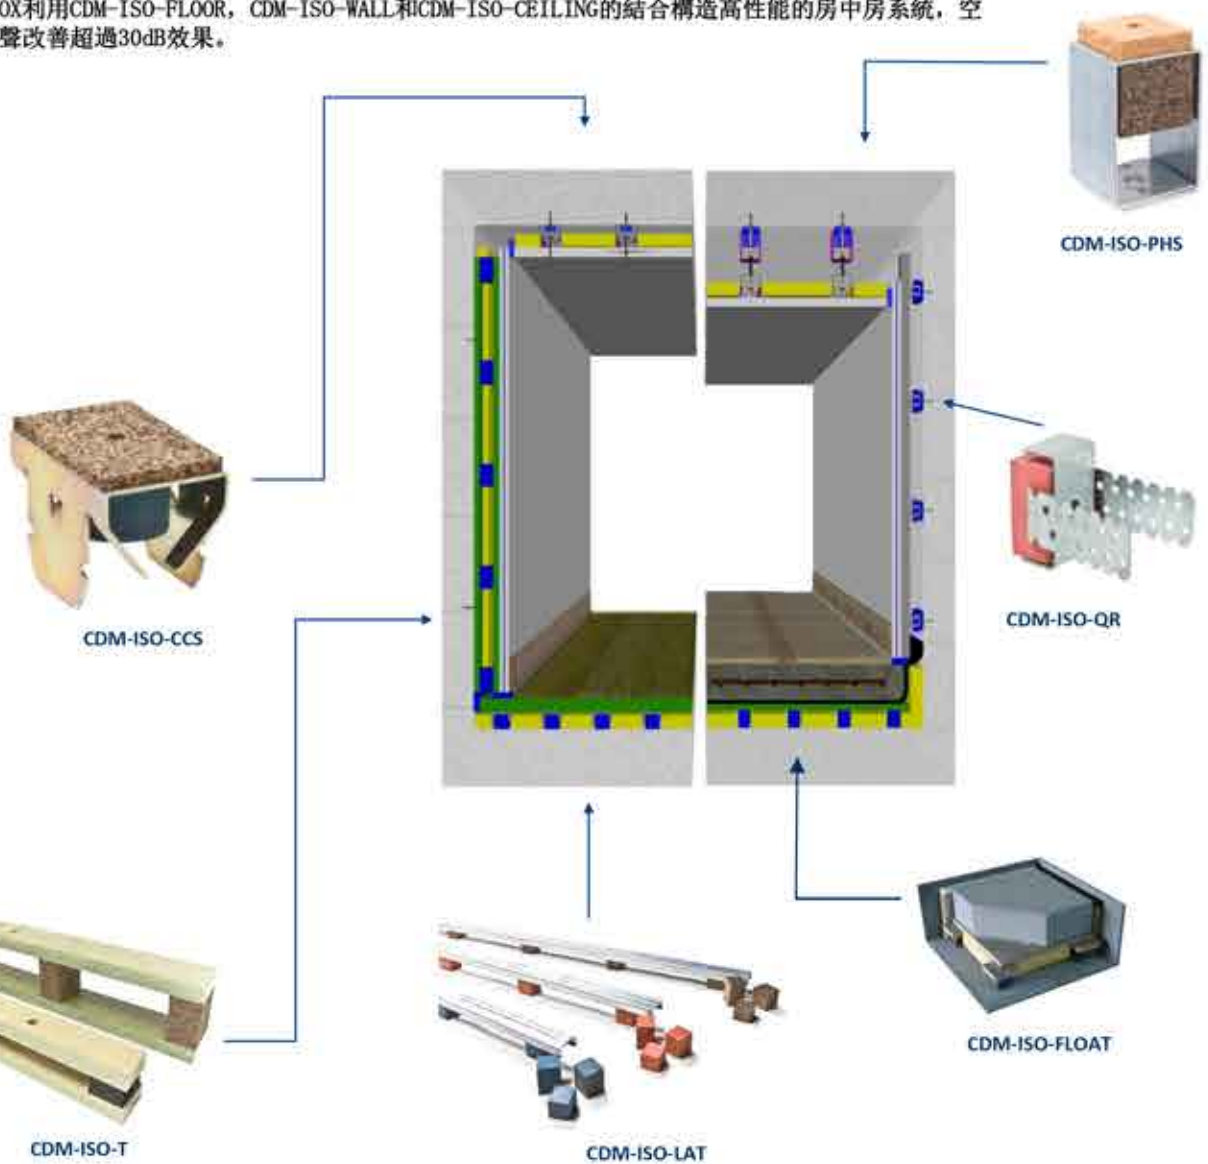 OX利用CDM-ISO-FLOOR, CDM-ISO-WALL和CDM-ISO-CEILING的結合構造高性能的房中房系統, 空
聲改善超過30dB效果。
CDM-ISO-PHS
CDM-ISO-QR
CDM-ISO-CCS
CDM-ISO-FLOAT
CDM-ISO-T
CDM-ISO-LAT